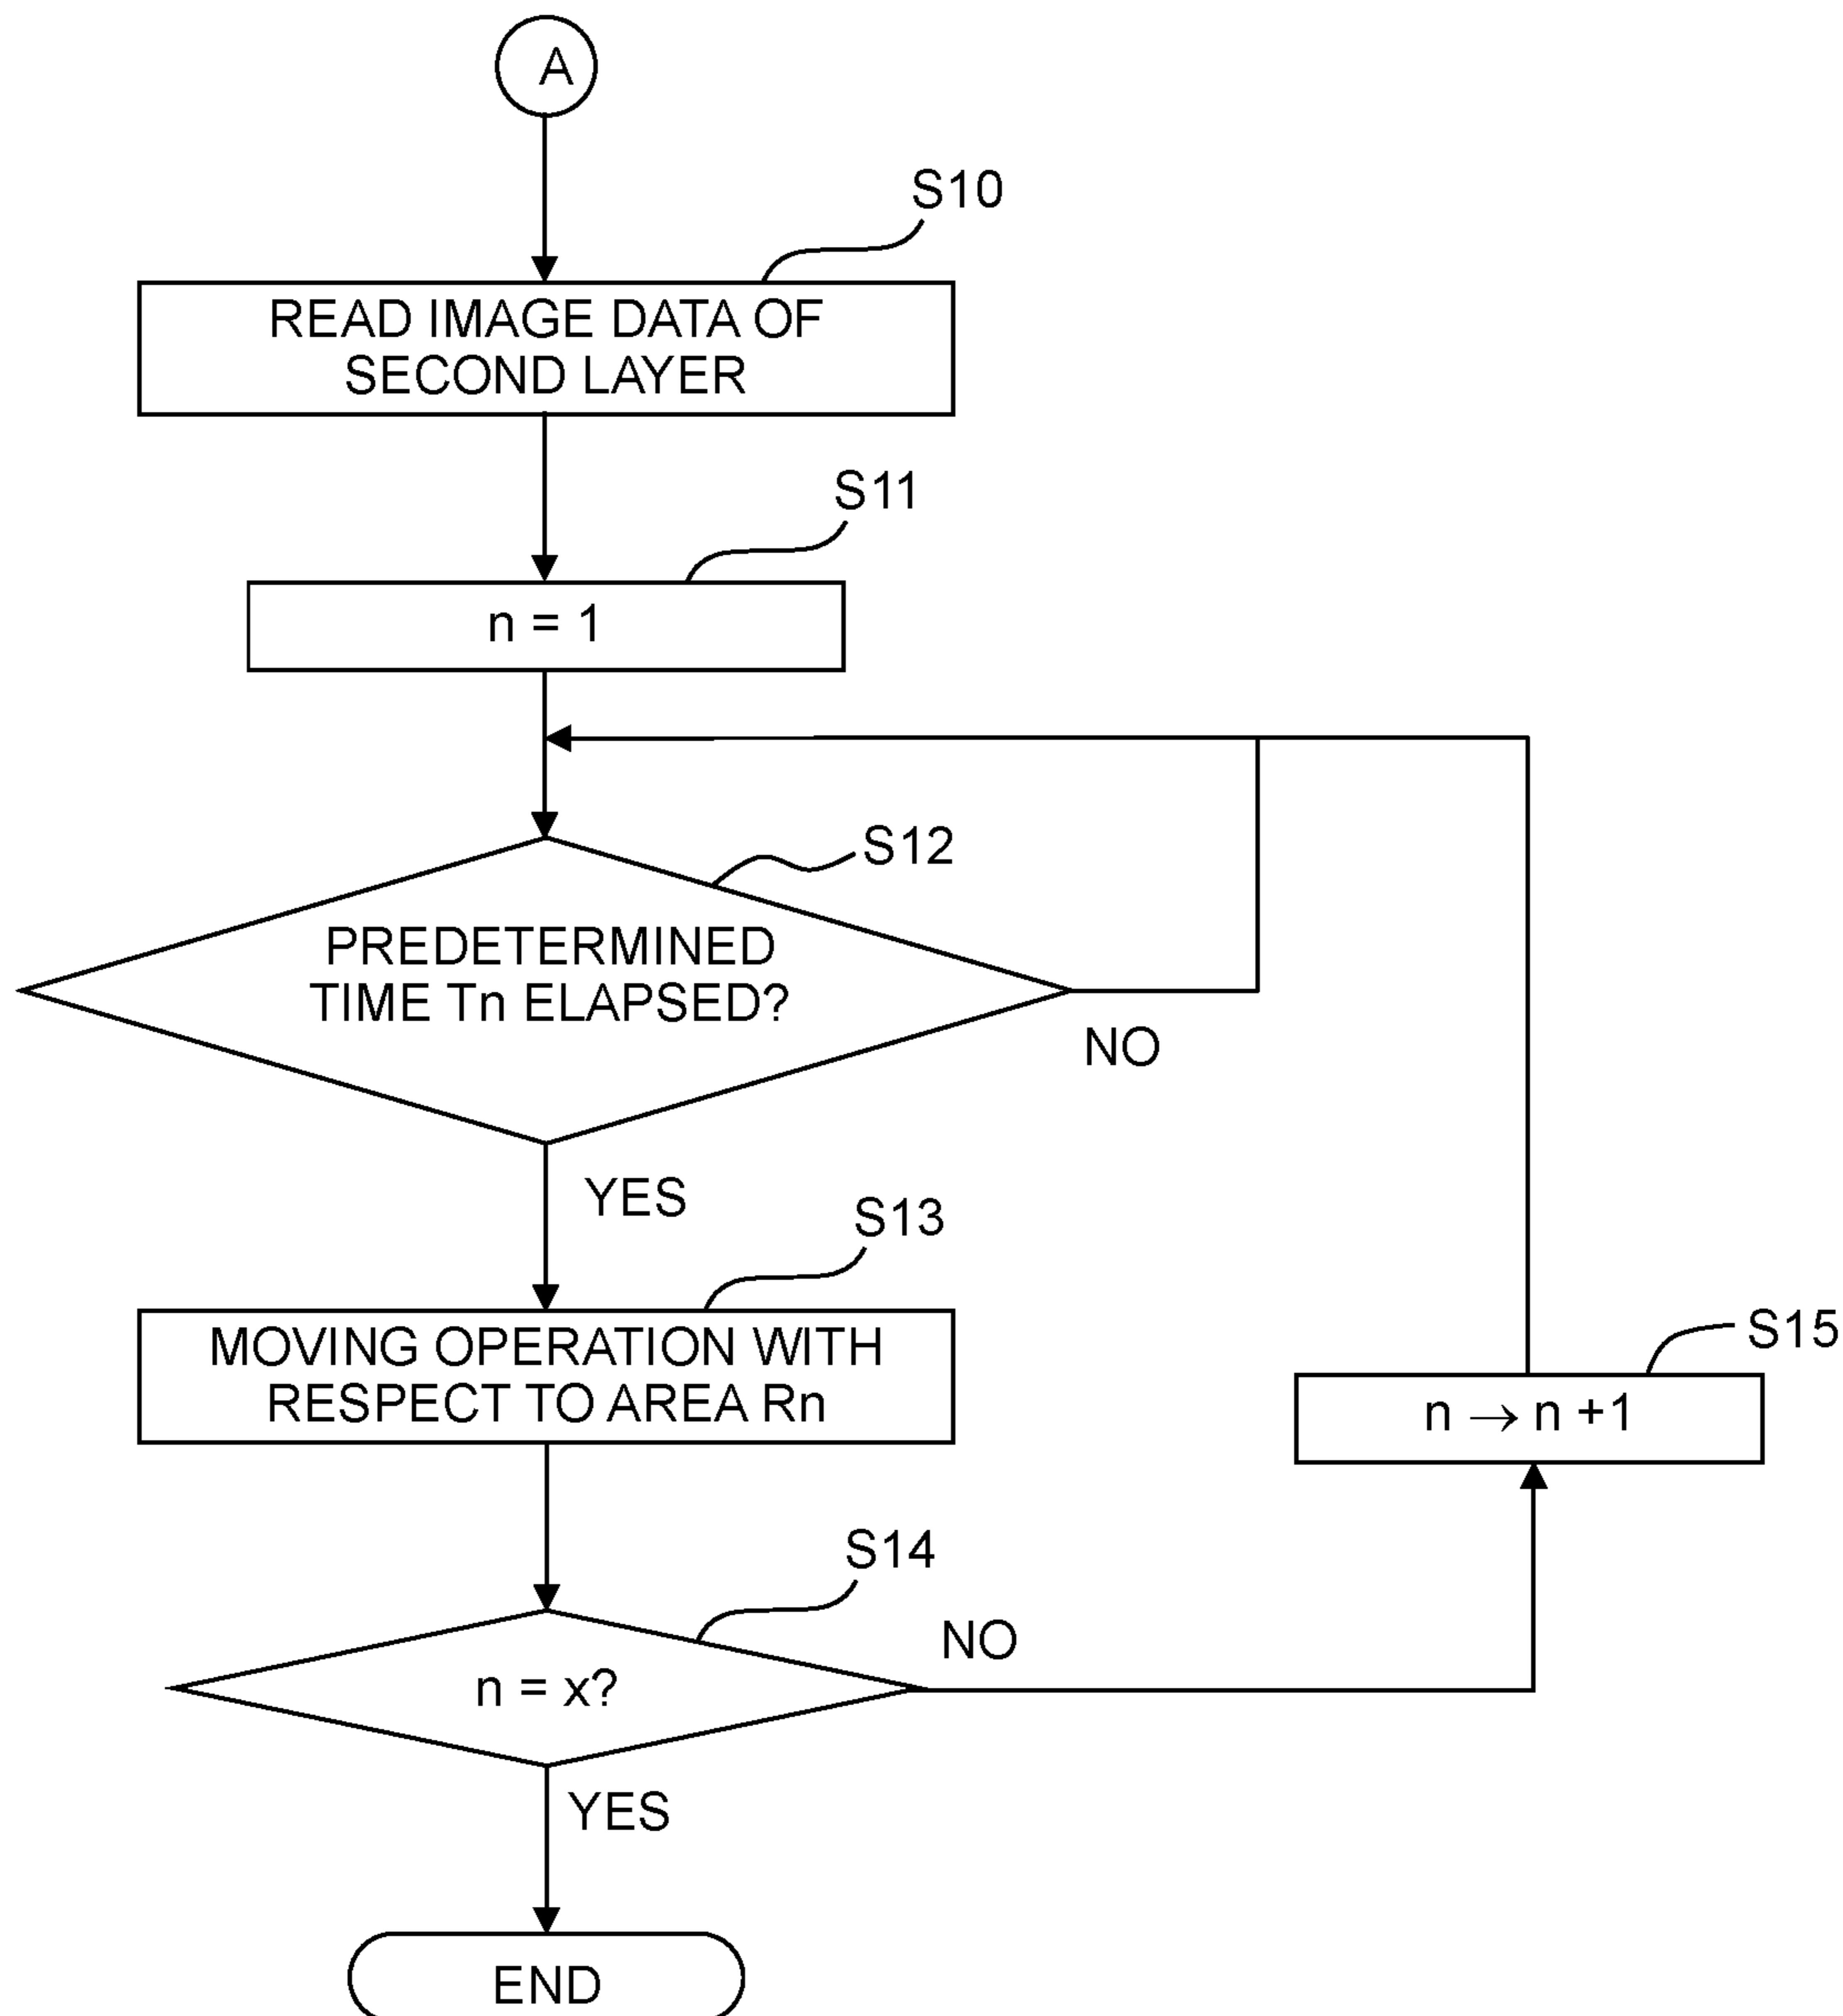 A
S10
READ IMAGE DATA OF
SECOND LAYER
S11
n = 1
S12
PREDETERMINED
TIME Tn ELAPSED?
NO
YES
S13
MOVING OPERATION WITH
RESPECT TO AREA Rn
S15
n → n +1
S14
NO
n = x?
YES
END